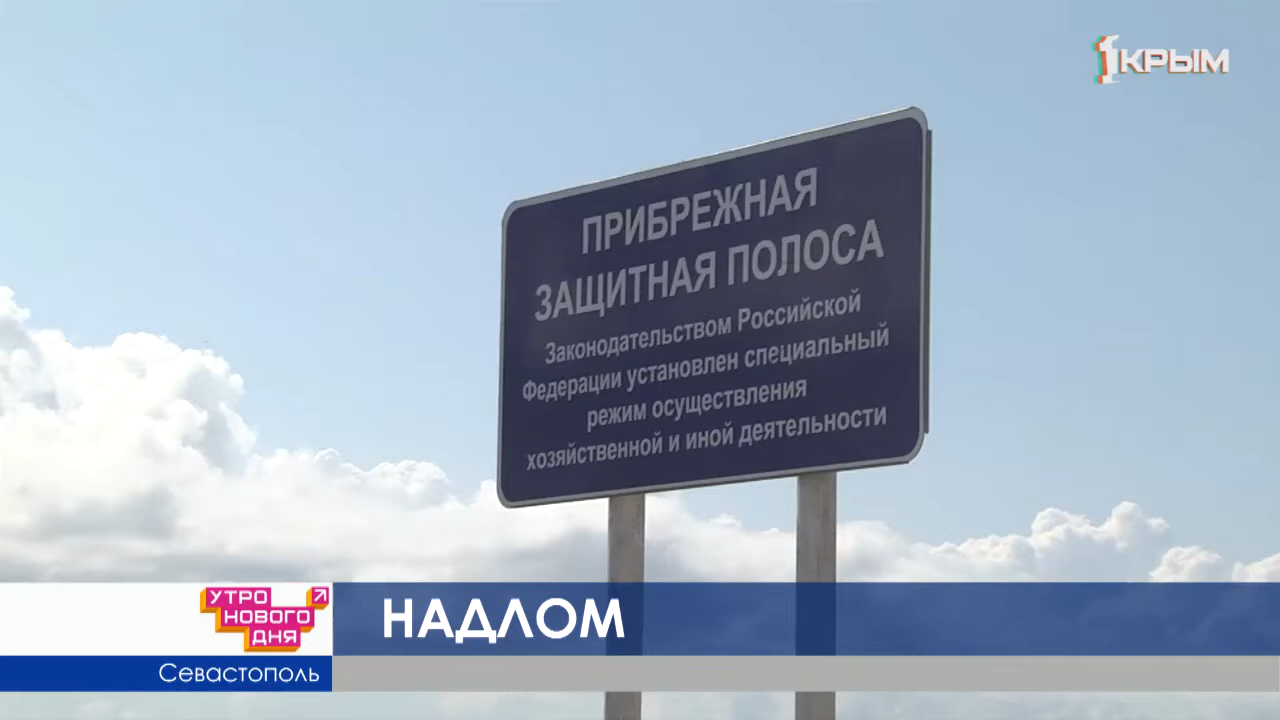 1КРЫМ
ПРИБРЕЖНАЯ
ЗАЩИТНАЯ ПОЛОСА
Законодательством Российской
Федерации установлен специальный
режим осуществления
хозяйственной и иной деятельности
УТРО
НОВОГО
ДНЯ
НАДЛОМ
Севастополь